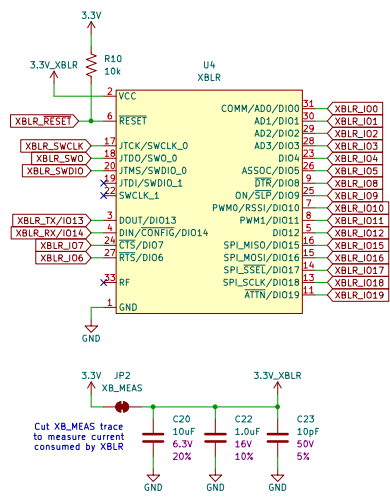 3.3V
3.3V_XBLR
R10
10k
U4
XBLR
2
VCC
6
RESET
XBLR_RESET
XBLR_SWCLK 17 JTCK/SWCLK_0
XBLR_SWO 18 JTDO/SWO_0
XBLR_SWDIO 20 JTMS/SWDIO_0
19 JTDI/SWDIO_1
22 SWCLK_1
XBLR_TX/IO13 3 DOUT/DIO13
XBLR_RX/IO14 4 DIN/CONFIG/DIO14
XBLR_IO7 24 CTS/DIO7
XBLR_IO6 27 RTS/DIO6
33 RF
1 GND
GND
COMM/AD0/DIO0 31 XBLR_IO0
AD1/DIO1 30 XBLR_IO1
AD2/DIO2 29 XBLR_IO2
AD3/DIO3 28 XBLR_IO3
DIO4 23 XBLR_IO4
ASSOC/DIO5 26 XBLR_IO5
DTR/DIO8 9 XBLR_IO8
ON/SLP/DIO9 25 XBLR_IO9
PWM0/RSSI/DIO10 7 XBLR_IO10
PWM1/DIO11 8 XBLR_IO11
DIO12 5 XBLR_IO12
SPI_MISO/DIO15 16 XBLR_IO15
SPI_MOSI/DIO16 15 XBLR_IO16
SPI_SSEL/DIO17 14 XBLR_IO17
SPI_SCLK/DIO18 13 XBLR_IO18
ATTN/DIO19 11 XBLR_IO19
3.3V
JP2
XB_MEAS
3.3V_XBLR
Cut XB_MEAS trace
to measure current
consumed by XBLR
C20
10uF
6.3V
20%
GND
C22
1.0uF
16V
10%
GND
C23
10pF
50V
5%
GND